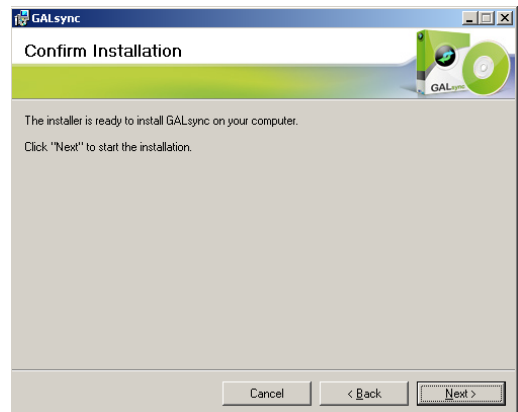 GALsync
Confirm Installation
GALsync
The installer is ready to install GALsync on your computer.
Click "Next" to start the installation.
Cancel
< Back
Next >